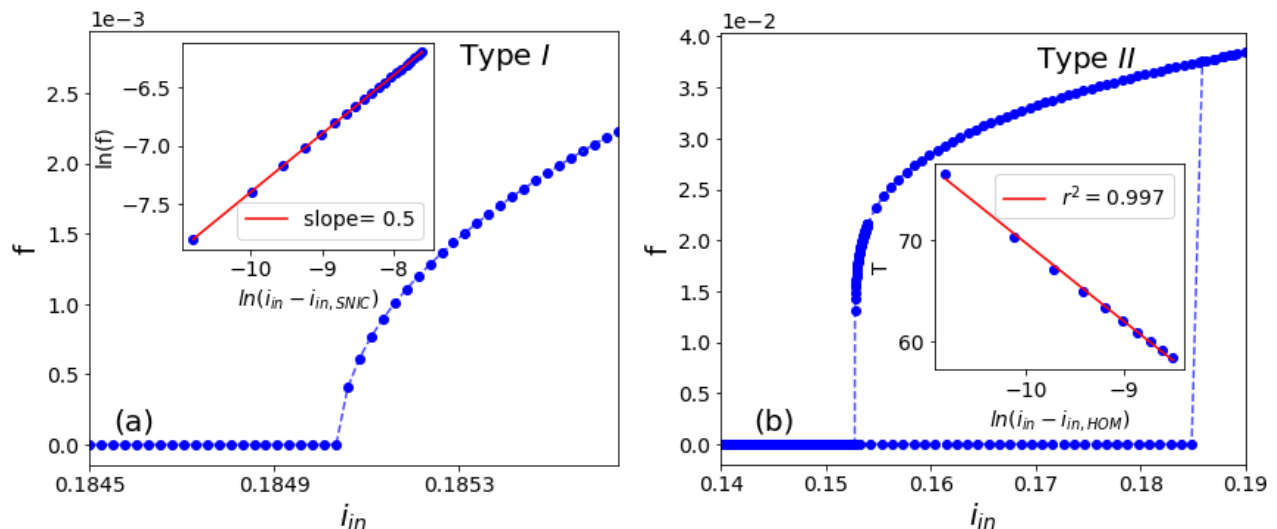 1e−3
Type I
2.5
2.0
1.5
1.0
0.5
0.0
f
0.1845
0.1849
0.1853
i_in
(a)
−6.5
−7.0
−7.5
ln(f)
slope= 0.5
−10
−9
−8
ln(i_in − i_in,SNIC)
1e−2
Type II
4.0
3.5
3.0
2.5
2.0
1.5
1.0
0.5
0.0
f
0.14
0.15
0.16
0.17
0.18
0.19
i_in
(b)
r² = 0.997
70
60
T
−10
−9
ln(i_in − i_in,HOM)